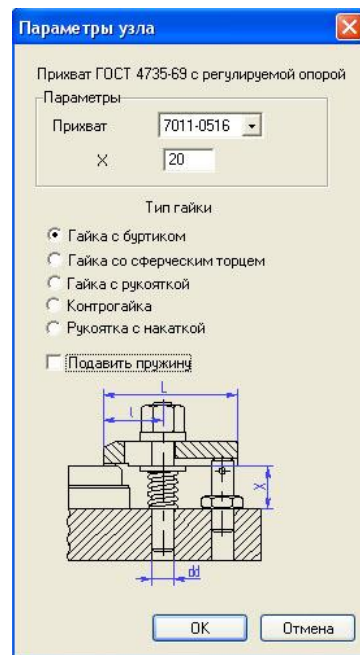 Параметры узла
Прихват ГОСТ 4735-69 с регулируемой опорой
Параметры
Прихват 7011-0516
X 20
Тип гайки
Гайка с буртиком
Гайка со сферическим торцем
Гайка с рукояткой
Контрогайка
Рукоятка с накаткой
Подавить пружину
L
l
X
dd
OK Отмена